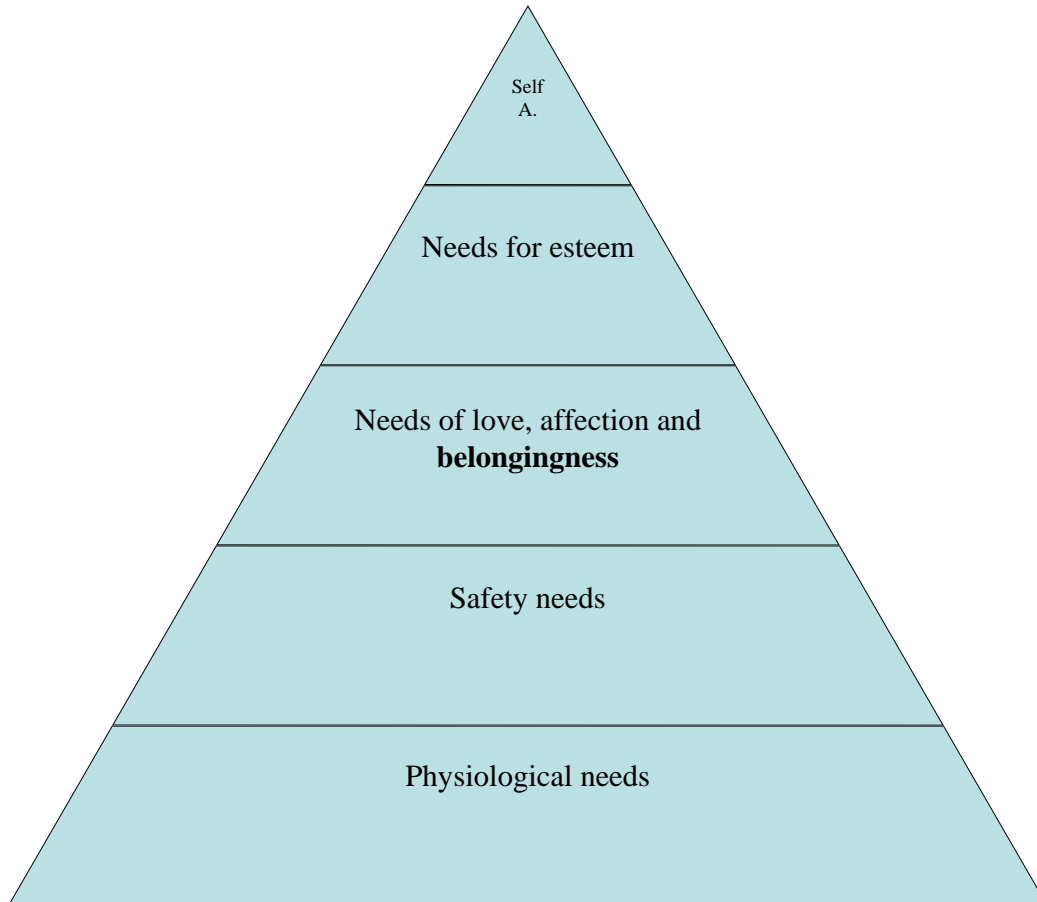 Self
A.
Needs for esteem
Needs of love, affection and
belongingness
Safety needs
Physiological needs